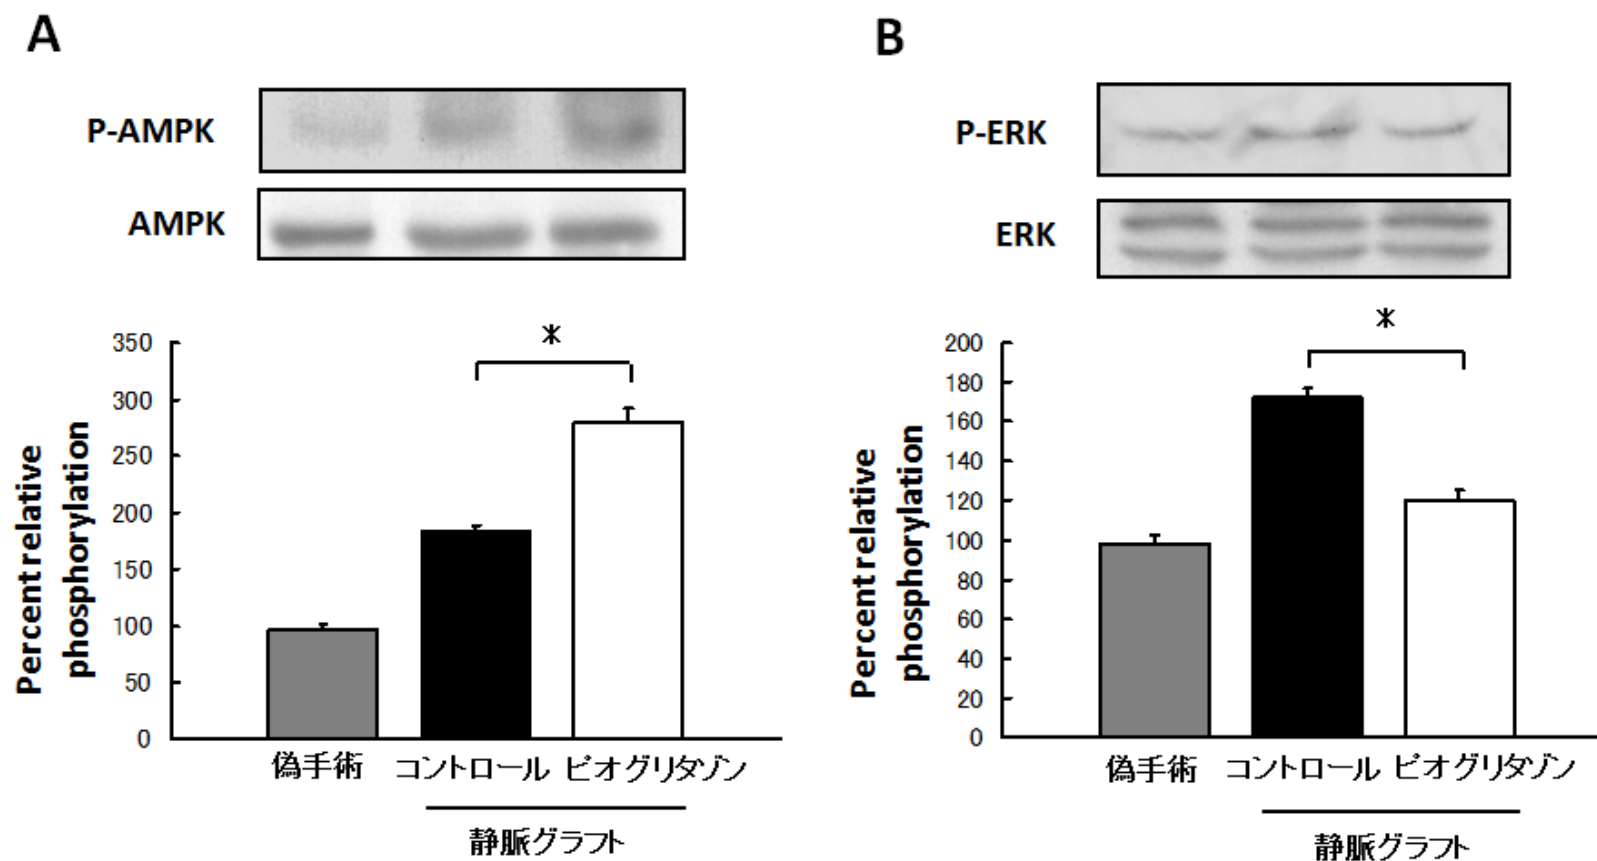 A
P-AMPK
AMPK
*
350
300
250
200
150
100
50
0
Percent relative
phosphorylation
偽手術
コントロール
ピオグリタゾン
静脈グラフト
B
P-ERK
ERK
*
200
180
160
140
120
100
80
60
40
20
0
Percent relative
phosphorylation
偽手術
コントロール
ピオグリタゾン
静脈グラフト